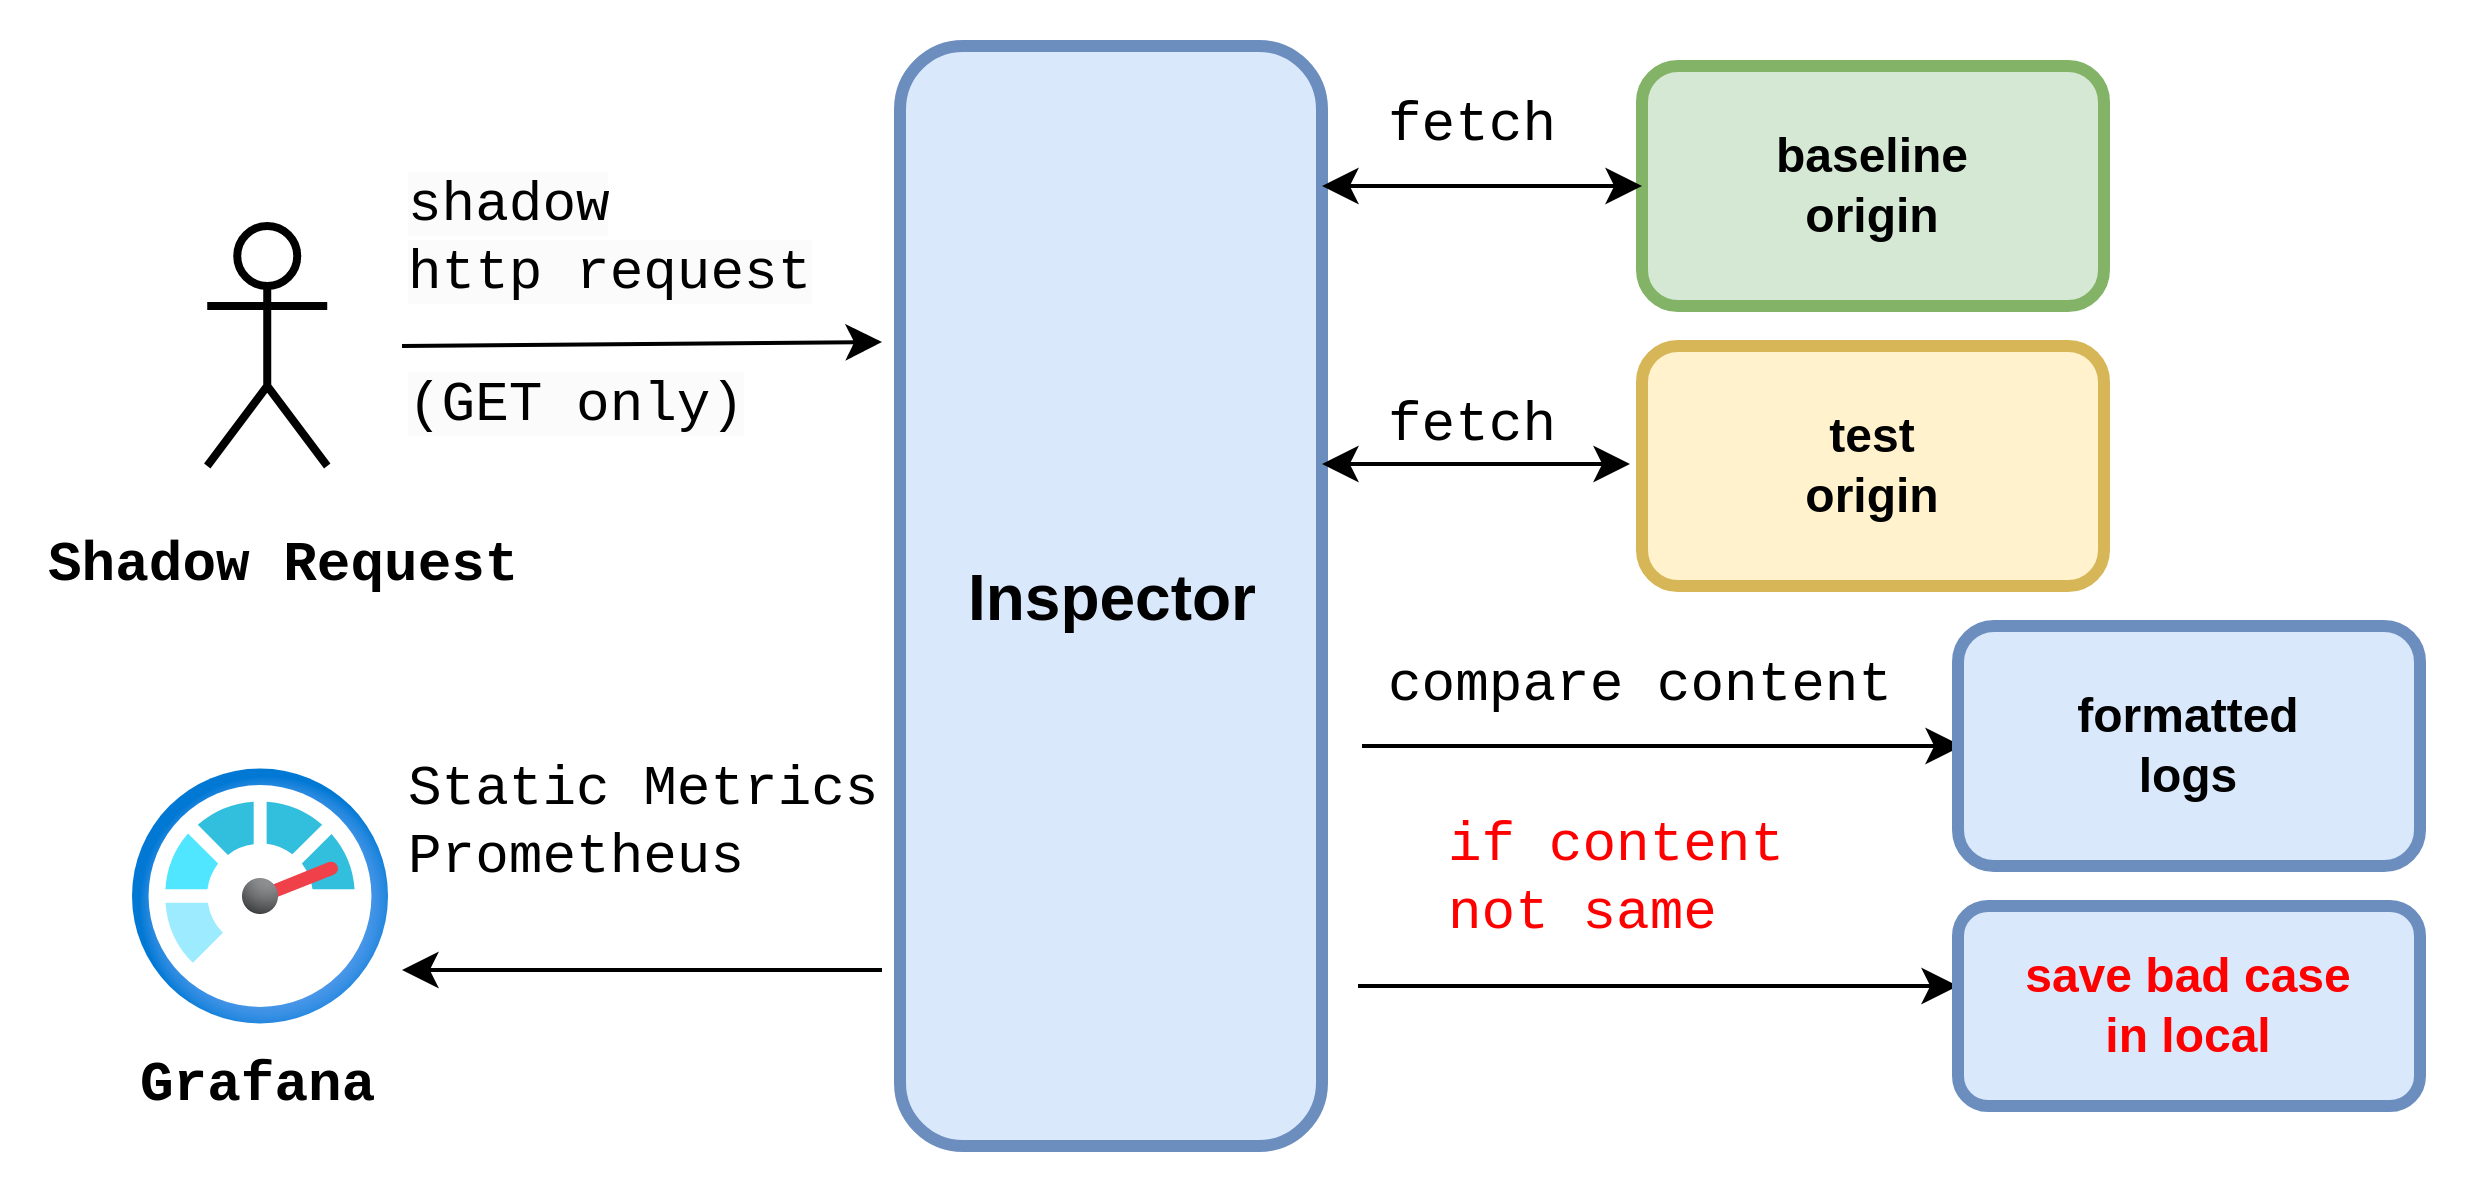 shadow
http request
(GET only)
Shadow Request
Static Metrics
Prometheus
Grafana
Inspector
fetch
baseline
origin
fetch
test
origin
compare content
formatted
logs
if content
not same
save bad case
in local